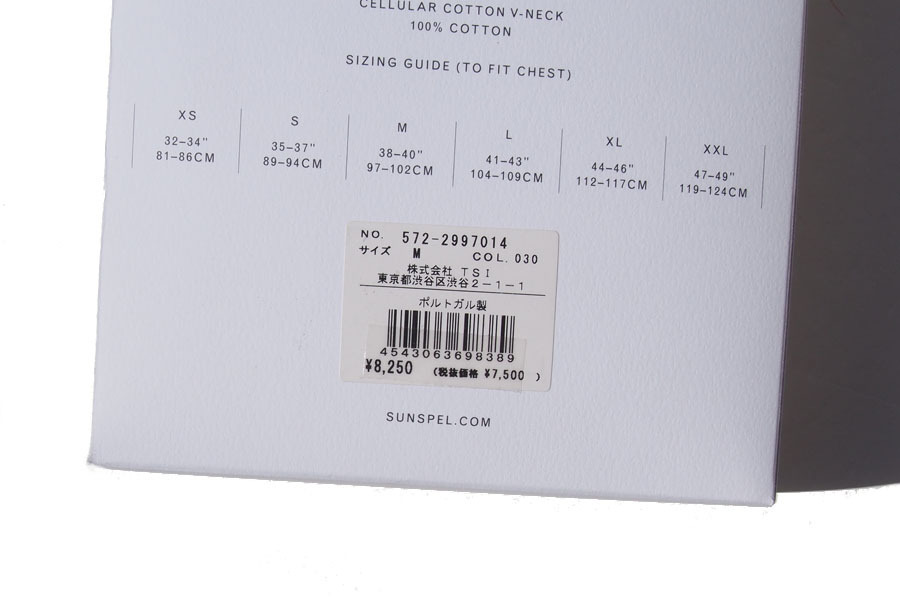 CELLULAR COTTON V-NECK
100% COTTON
SIZING GUIDE (TO FIT CHEST)
XS
32–34"
81–86CM
S
35–37"
89–94CM
M
38–40"
97–102CM
L
41–43"
104–109CM
XL
44–46"
112–117CM
XXL
47–49"
119–124CM
NO. 572-2997014
サイズ M COL. 030
株式会社 TSI
東京都渋谷区渋谷2-1-1
ポルトガル製
4543063698389
¥8,250 (税抜価格 ¥7,500 )
SUNSPEL.COM